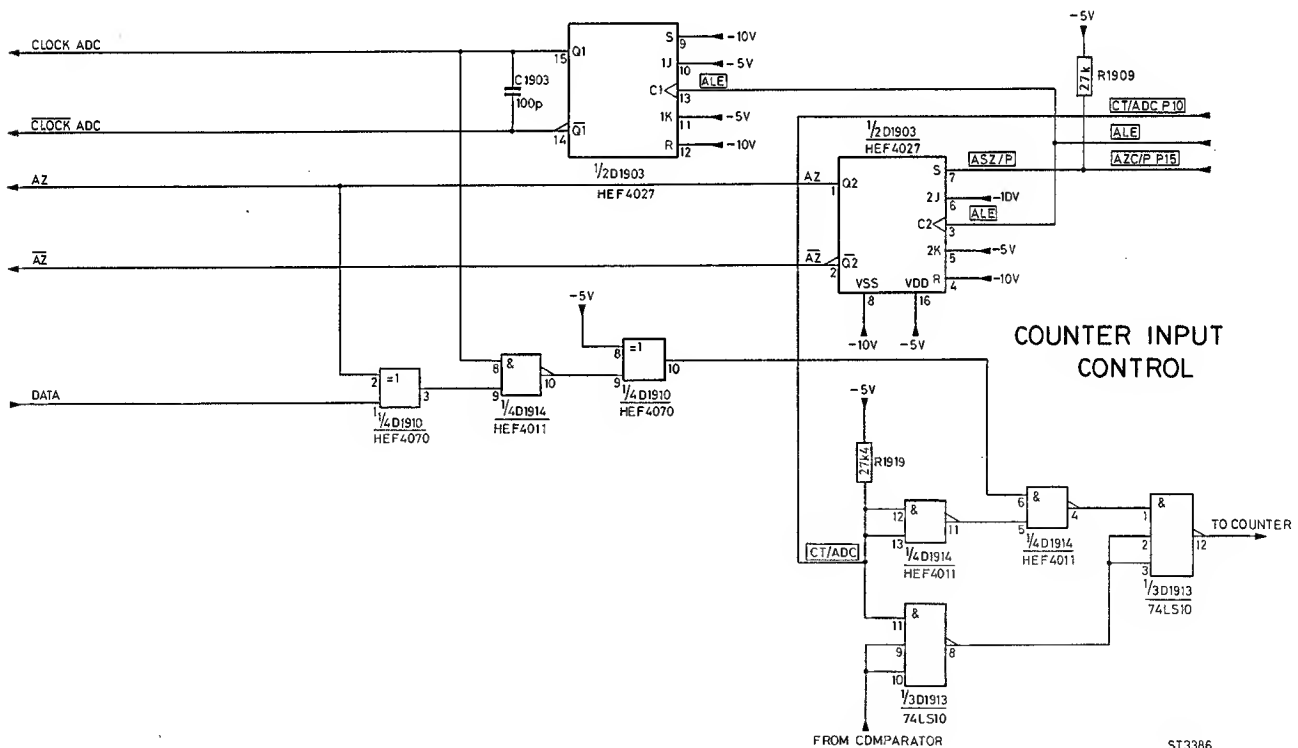 -5V
CLOCK ADC
15 Q1
S 9 -10V
1J 10 -5V
C1903
100p
C1 13 ALE
27k R1909
CT/ADC P10
CLOCK ADC
14 Q1
1K 11 -5V
R 12 -10V
1/2D1903
HEF4027
1/2D1903
HEF4027
ALE
S 7 ASZ/P
AZC/P P15
AZ
AZ
1 Q2
2J 6 -10V
C2 3 ALE
AZ
AZ
2 Q2
2K 5 -5V
R 4 -10V
VSS VDD
8 16
-10V -5V
-5V
COUNTER INPUT
CONTROL
8 =1 10
9
1/4D1910
HEF4070
DATA
2 =1 3
1
1/4D1910
HEF4070
8 & 10
9
1/4D1914
HEF4011
-5V
27k4 R1919
12 & 11
13
1/4D1914
HEF4011
6 & 4
5
1/4D1914
HEF4011
1 &
2 12
3
TO COUNTER
1/3D1913
74LS10
CT/ADC
11 &
9 8
10
1/3D1913
74LS10
FROM COMPARATOR
ST3386